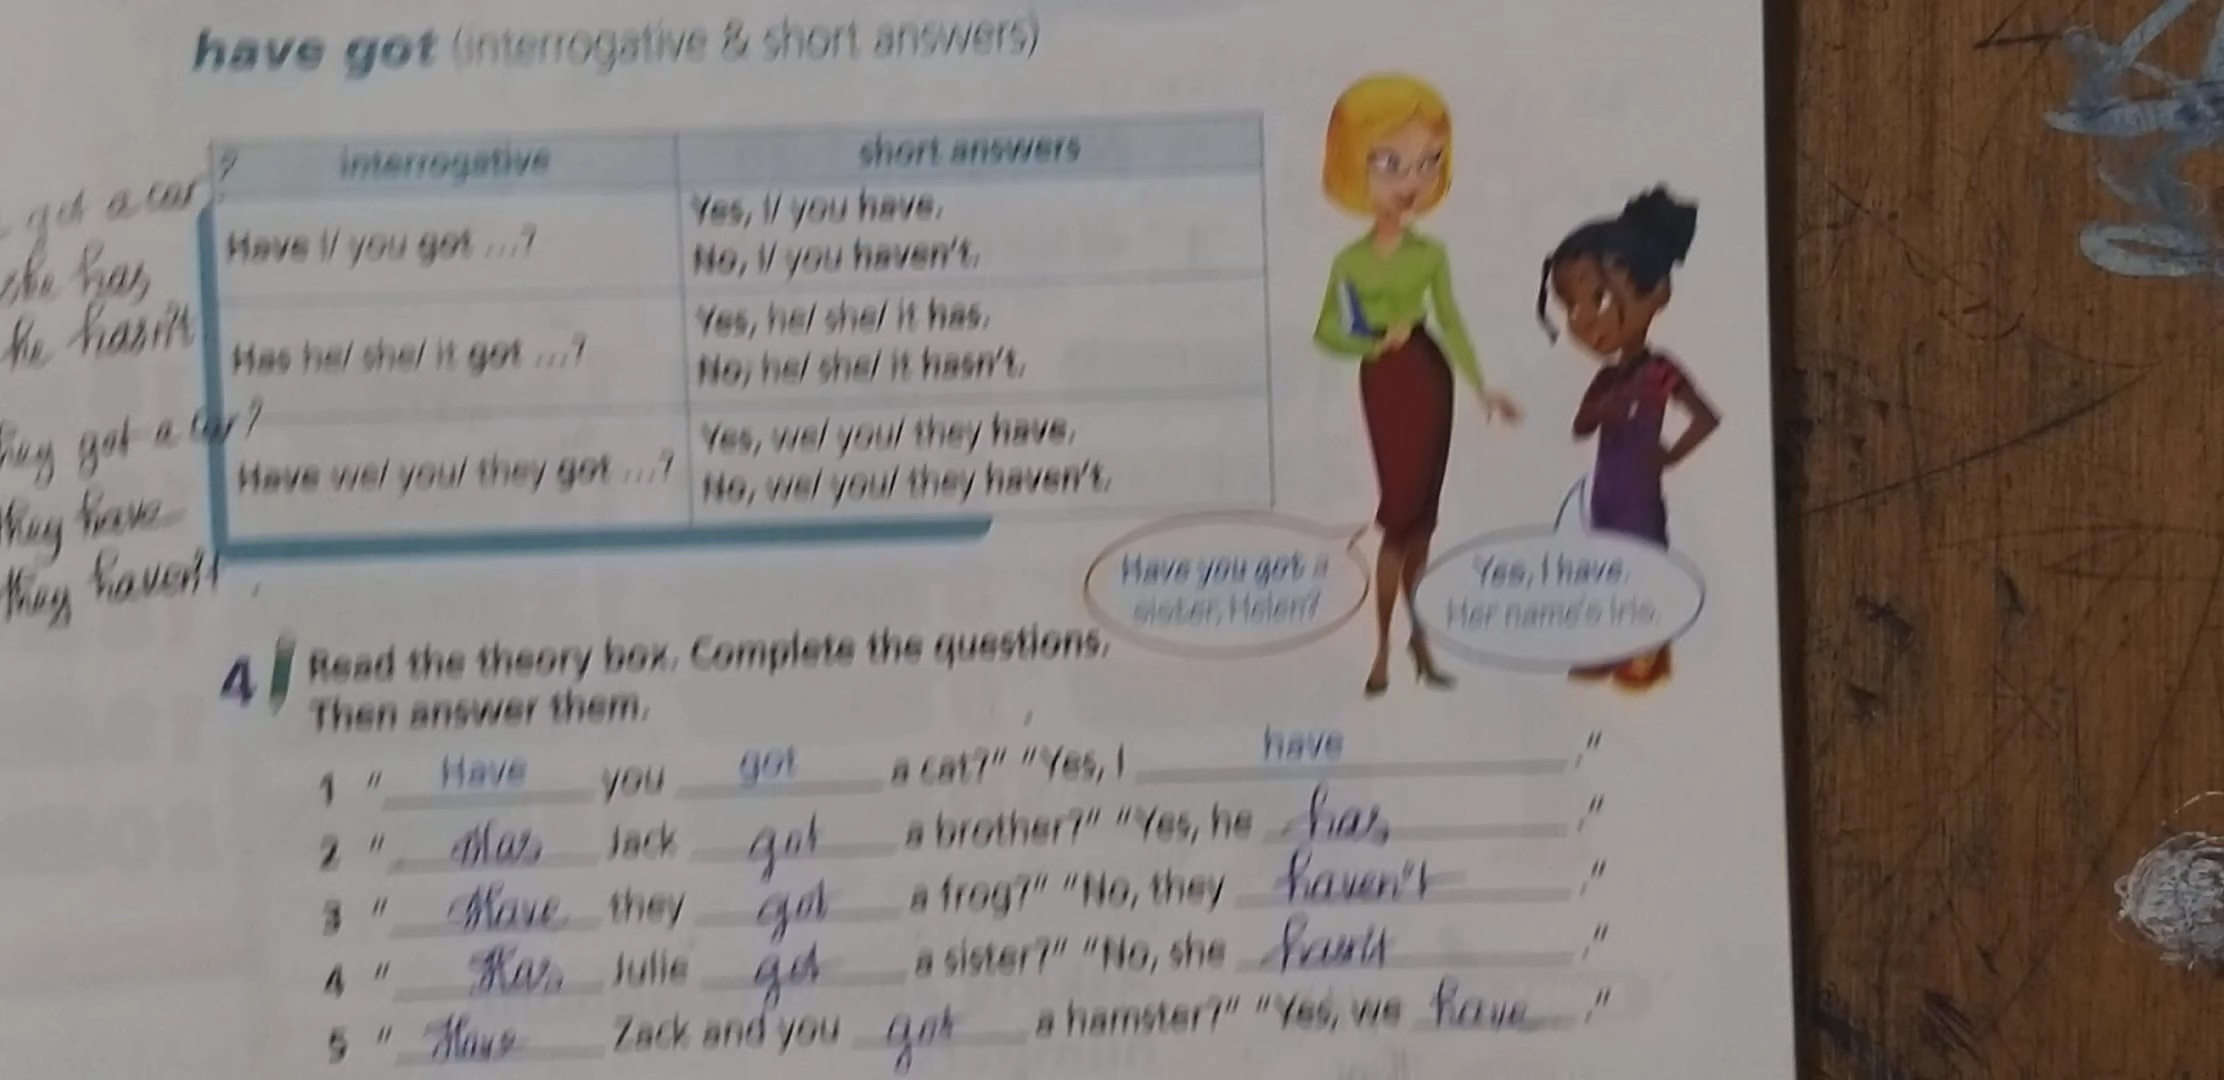 have got (interrogative & short answers)
interrogative
short answers
Have I/ you got ...?
Yes, I/ you have.
No, I/ you haven't.
Has he/ she/ it got ...?
Yes, he/ she/ it has.
No, he/ she/ it hasn't.
Have we/ you/ they got ...?
Yes, we/ you/ they have.
No, we/ you/ they haven't.
got a car?
she has
he hasn't
they got a car?
they have
they haven't
Have you got a
sister, Helen?
Yes, I have.
Her name's Iris.
4 Read the theory box. Complete the questions.
Then answer them.
1 " Have you got a cat?" "Yes, I have ."
2 " Has Jack got a brother?" "Yes, he has ."
3 " Have they got a frog?" "No, they haven't ."
4 " Has Julie got a sister?" "No, she hasn't ."
5 " Have Zack and you got a hamster?" "Yes, we have ."